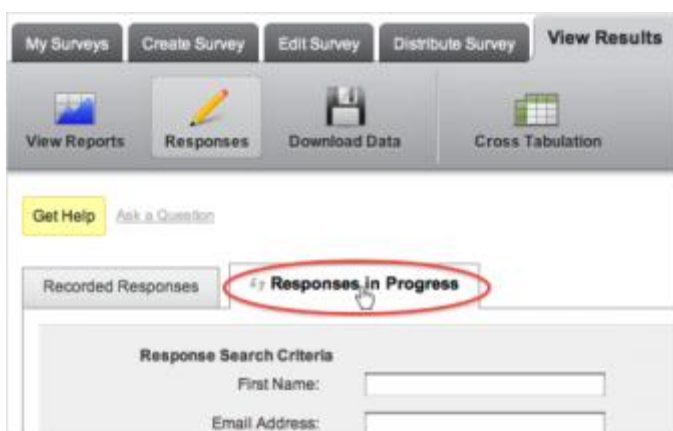 My Surveys Create Survey Edit Survey Distribute Survey View Results
View Reports Responses Download Data Cross Tabulation
Get Help Ask a Question
Recorded Responses Responses in Progress
Response Search Criteria
First Name:
Email Address: